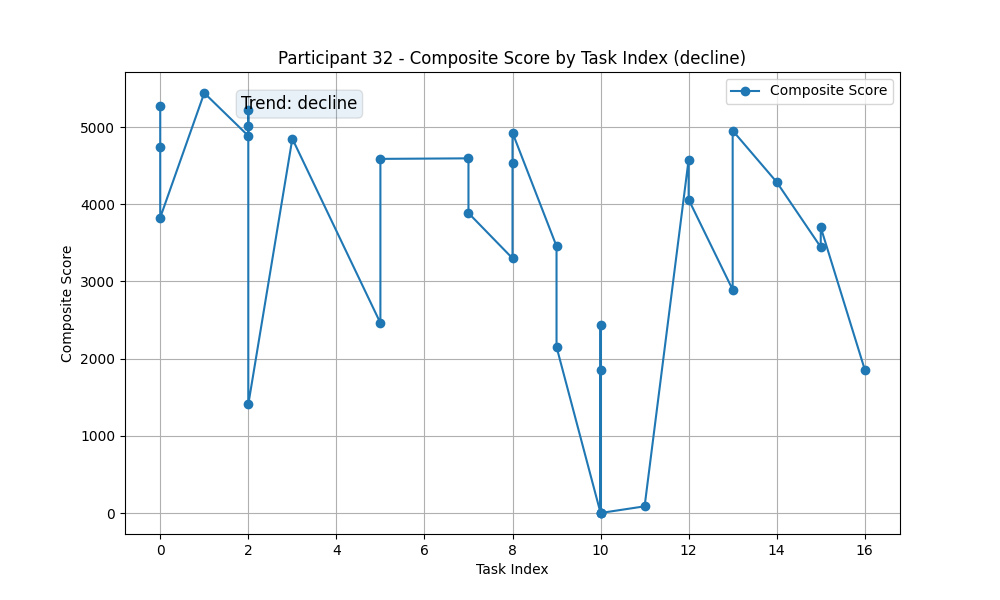 Participant 32 - Composite Score by Task Index (decline)
Trend: decline
Composite Score
Composite Score
5000
4000
3000
2000
1000
0
0 2 4 6 8 10 12 14 16
Task Index